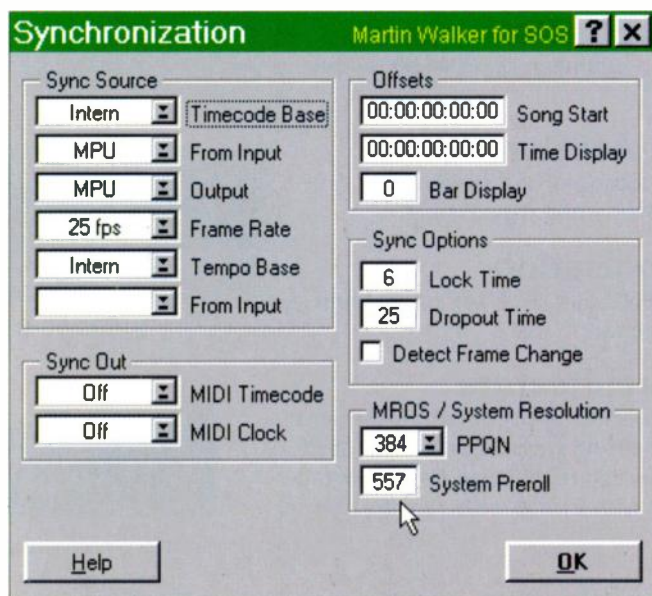 Synchronization
Martin Walker for SOS
?
×
Sync Source
Intern Timecode Base
MPU From Input
MPU Output
25 fps Frame Rate
Intern Tempo Base
From Input
Sync Out
Off MIDI Timecode
Off MIDI Clock
Help
Offsets
00:00:00:00:00 Song Start
00:00:00:00:00 Time Display
0 Bar Display
Sync Options
6 Lock Time
25 Dropout Time
Detect Frame Change
MROS / System Resolution
384 PPQN
557 System Preroll
OK